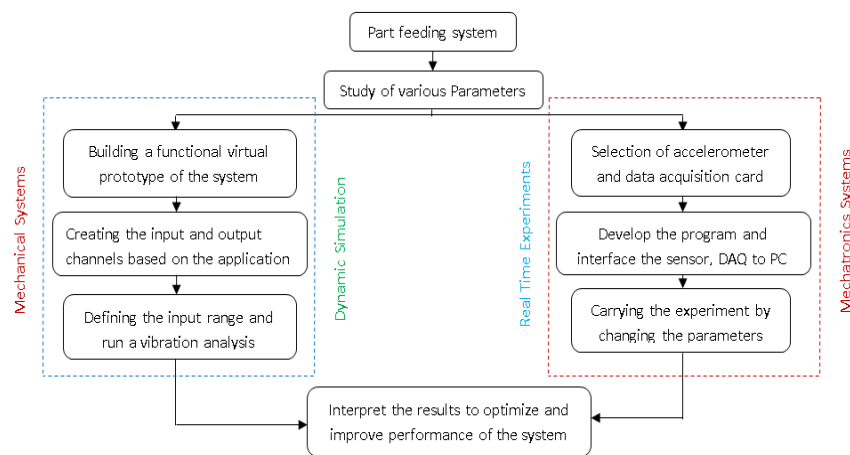 Part feeding system
Study of various Parameters
Mechanical Systems
Building a functional virtual
prototype of the system
Creating the input and output
channels based on the application
Defining the input range and
run a vibration analysis
Dynamic Simulation
Real Time Experiments
Selection of accelerometer
and data acquisition card
Develop the program and
interface the sensor, DAQ to PC
Carrying the experiment by
changing the parameters
Mechatronics Systems
Interpret the results to optimize and
improve performance of the system